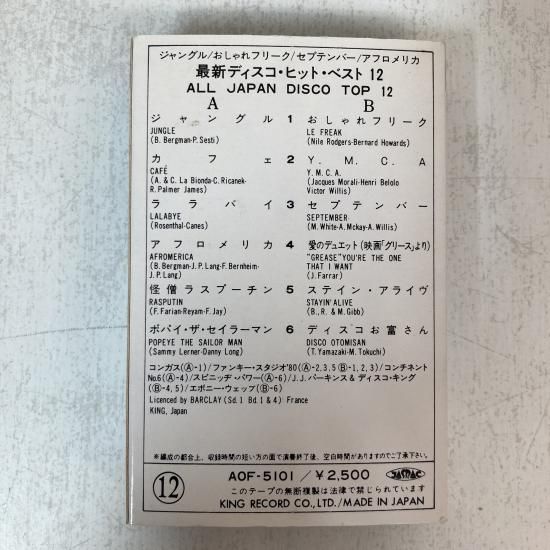 ジャングル/おしゃれフリーク/セプテンバー/アフロメリカ
最新ディスコ・ヒット・ベスト 12
ALL JAPAN DISCO TOP 12
A B
ジャングル 1 おしゃれフリーク
JUNGLE LE FREAK
(B. Bergman-P. Sesti) (Nile Rodgers-Bernard Howards)
カフェ 2 Y. M. C. A
CAFÉ Y. M. C. A.
(A. & C. La Bionda-C. Ricanek- (Jacques Morali-Henri Belolo
R. Palmer James) Victor Willis)
ララバイ 3 セプテンバー
LALABYE SEPTEMBER
(Rosenthal-Canes) (M. White-A. Mckay-A. Willis)
アフロメリカ 4 愛のデュエット (映画「グリース」より)
AFROMERICA "GREASE" YOU'RE THE ONE
(B. Bergman-J. P. Lang-F. Bernheim- THAT I WANT
J. P. Lang) (J. Farrar)
怪僧ラスプーチン 5 ステイン・アライヴ
RASPUTIN STAYIN' ALIVE
(F. Farian-Reyam-F. Jay) (B., R. & M. Gibb)
ポパイ・ザ・セイラーマン 6 ディスコお富さん
POPEYE THE SAILOR MAN DISCO OTOMISAN
(Sammy Lerner-Danny Long) (T. Yamazaki-M. Tokuchi)
コンガス(Ⓐ-1)/ファンキー・スタジオ'80(Ⓐ-2,3,5 Ⓑ-1,2,3)/コンチネント
No.6(Ⓐ-4)/スピニッヂ・パワー(Ⓐ-6)/J. J. パーキンス & ディスコ・キング
(Ⓑ-4,5)/エボニー・ウェッブ(Ⓑ-6)
Licenced by BARCLAY (Sd. 1 Bd. 1 & 4) France
KING, Japan
※編成の都合上、収録時間の短い方の面で演奏終了後、空白時間がありますのでご了承下さい。
⑫ AOF-5101/¥2,500 JASRAC
このテープの無断複製は法律で禁じられています
KING RECORD CO., LTD./MADE IN JAPAN